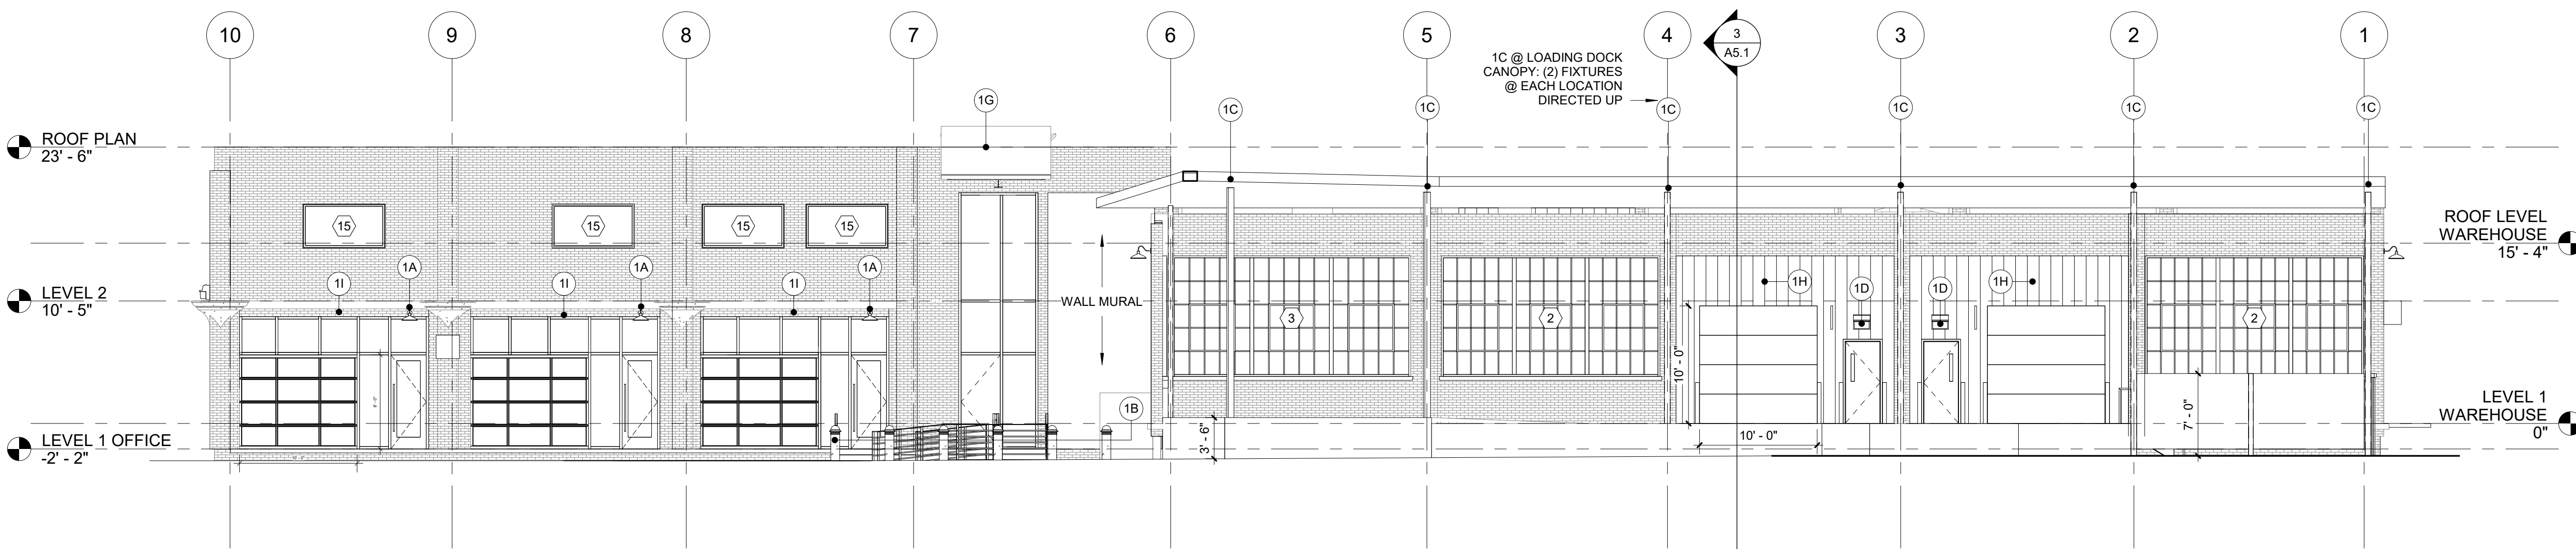 10
9
8
7
6
5
4
3
2
1
3
A5.1
1C @ LOADING DOCK
CANOPY: (2) FIXTURES
@ EACH LOCATION
DIRECTED UP
1G
1C
1C
1C
1C
1C
1C
ROOF PLAN
23' - 6"
15
15
15
15
ROOF LEVEL
WAREHOUSE
15' - 4"
1I
1A
1I
1A
1I
1A
1H
1D
1D
1H
LEVEL 2
10' - 5"
WALL MURAL
3
2
2
10' - 0"
8'-0"
1B
LEVEL 1
WAREHOUSE
0"
LEVEL 1 OFFICE
-2' - 2"
3' - 6"
10' - 0"
7' - 0"